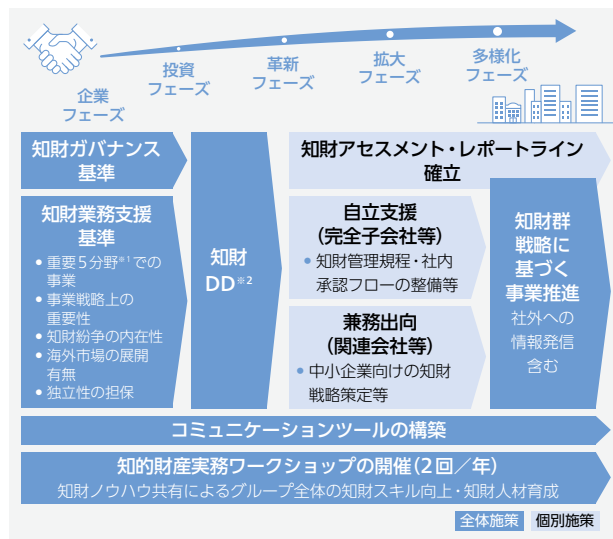 企業
フェーズ
投資
フェーズ
革新
フェーズ
拡大
フェーズ
多様化
フェーズ
知財ガバナンス
基準
知財業務支援
基準
• 重要5分野※1での
事業
• 事業戦略上の
重要性
• 知財紛争の内在性
• 海外市場の展開
有無
• 独立性の担保
知財
DD※2
知財アセスメント・レポートライン
確立
自立支援
(完全子会社等)
• 知財管理規程・社内
承認フローの整備等
兼務出向
(関連会社等)
• 中小企業向けの知財
戦略策定等
知財群
戦略に
基づく
事業推進
社外への
情報発信
含む
コミュニケーションツールの構築
知的財産実務ワークショップの開催(2回/年)
知財ノウハウ共有によるグループ全体の知財スキル向上・知財人材育成
全体施策
個別施策